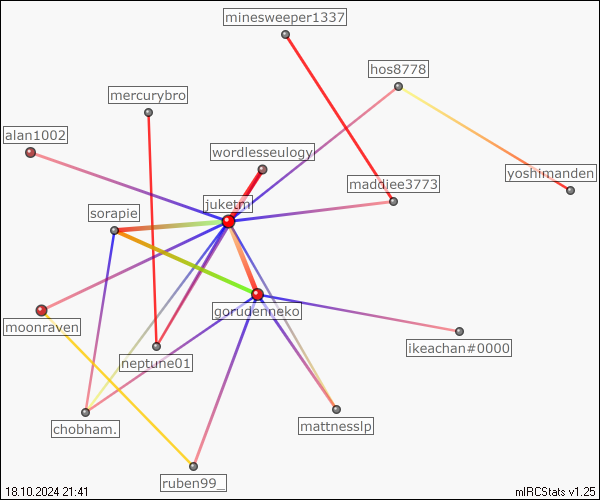 minesweeper1337
hos8778
mercurybro
alan1002
wordlesseulogy
yoshimanden
maddiee3773
juketm
sorapie
gorudenneko
moonraven
ikeachan#0000
neptune01
chobham.
mattnesslp
ruben99_
18.10.2024 21:41
mIRCStats v1.25